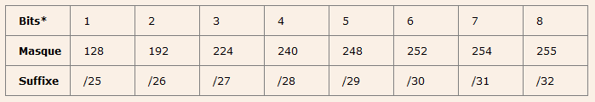 Bits* 1 2 3 4 5 6 7 8
Masque 128 192 224 240 248 252 254 255
Suffixe /25 /26 /27 /28 /29 /30 /31 /32